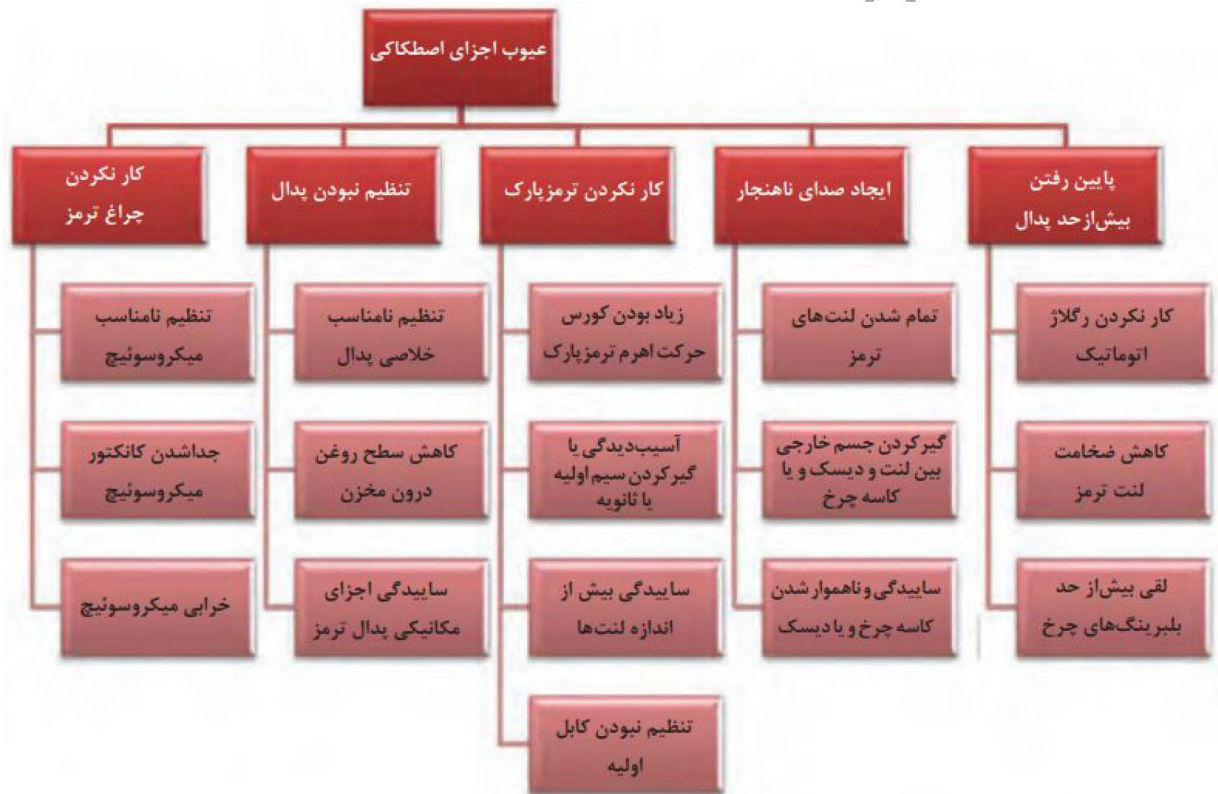 عیوب اجزای اصطکاکی
پایین رفتن
بیش‌از‌حد پدال
کار نکردن رگلاژ
اتوماتیک
کاهش ضخامت
لنت ترمز
لقی بیش‌از حد
بلبرینگ‌های چرخ
ایجاد صدای ناهنجار
تمام شدن لنت‌های
ترمز
گیرکردن جسم خارجی
بین لنت و دیسک و یا
کاسه چرخ
ساییدگی و ناهموار شدن
کاسه چرخ و یا دیسک
کار نکردن ترمزپارک
زیاد بودن کورس
حرکت اهرم ترمزپارک
آسیب‌دیدگی یا
گیرکردن سیم اولیه
یا ثانویه
ساییدگی بیش از
اندازه لنت‌ها
تنظیم نبودن کابل
اولیه
تنظیم نبودن پدال
تنظیم نامناسب
خلاصی پدال
کاهش سطح روغن
درون مخزن
ساییدگی اجزای
مکانیکی پدال ترمز
کار نکردن
چراغ ترمز
تنظیم نامناسب
میکروسوئیچ
جداشدن کانکتور
میکروسوئیچ
خرابی میکروسوئیچ